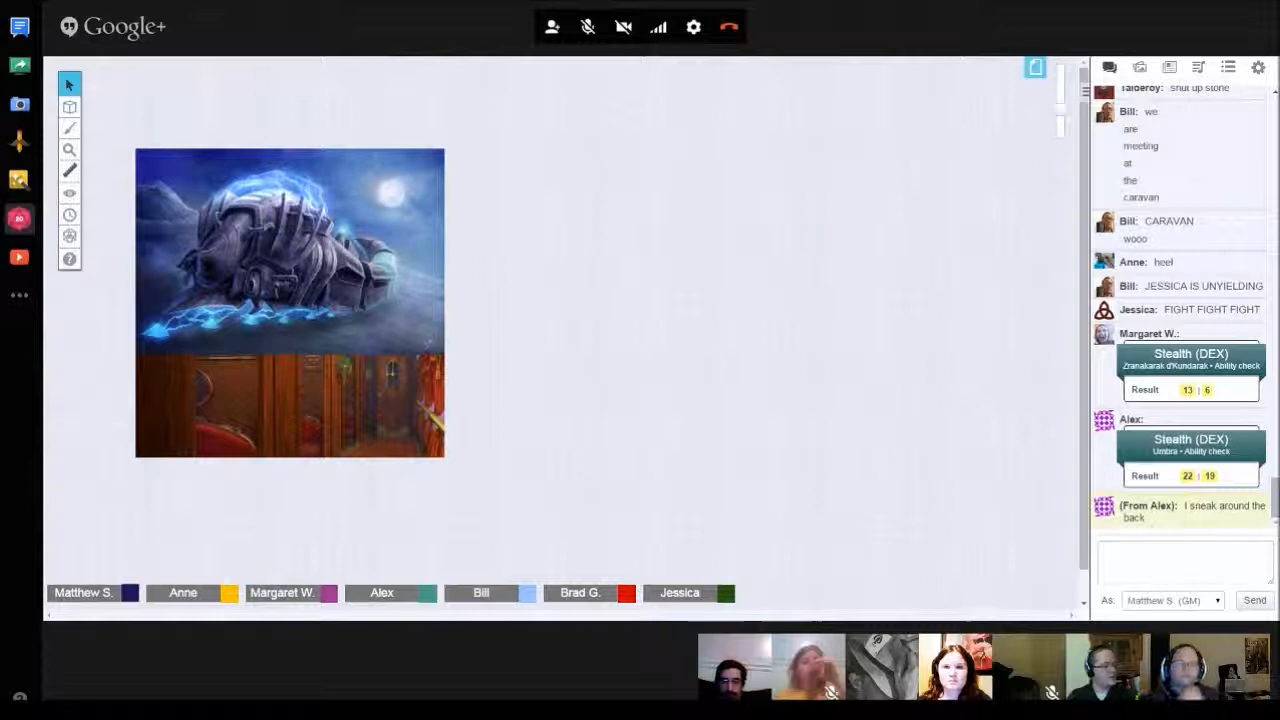 Google+
Talderoy: shut up stone
Bill: we
are
meeting
at
the
caravan
Bill: CARAVAN
wooo
Anne: heel
Bill: JESSICA IS UNYIELDING
Jessica: FIGHT FIGHT FIGHT
Margaret W.:
Stealth (DEX)
Zranakarak d'Kundarak • Ability check
Result 13 | 6
Alex:
Stealth (DEX)
Umbra • Ability check
Result 22 | 19
(From Alex): I sneak around the
back
As: Matthew S. (GM) Send
Matthew S. Anne Margaret W. Alex Bill Brad G. Jessica